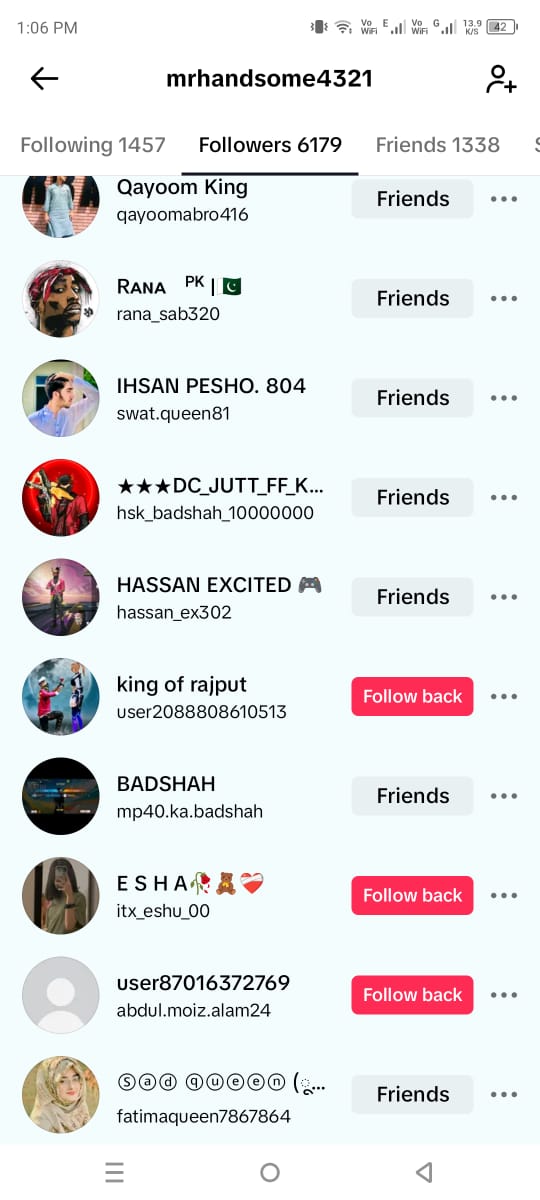 1:06 PM
Vo WiFi E Vo WiFi G 13.9 K/S 42
mrhandsome4321
Following 1457 Followers 6179 Friends 1338
Qayoom King
qayoomabro416
Friends
Rᴀɴᴀ ᴾᴷ |🇵🇰
rana_sab320
Friends
IHSAN PESHO. 804
swat.queen81
Friends
★★★DC_JUTT_FF_K...
hsk_badshah_10000000
Friends
HASSAN EXCITED 🎮
hassan_ex302
Friends
king of rajput
user2088808610513
Follow back
BADSHAH
mp40.ka.badshah
Friends
E S H A🥀🧸❤️‍🩹
itx_eshu_00
Follow back
user87016372769
abdul.moiz.alam24
Follow back
ⓢⓐⓓ ⓠⓤⓔⓔⓝ (...
fatimaqueen7867864
Friends